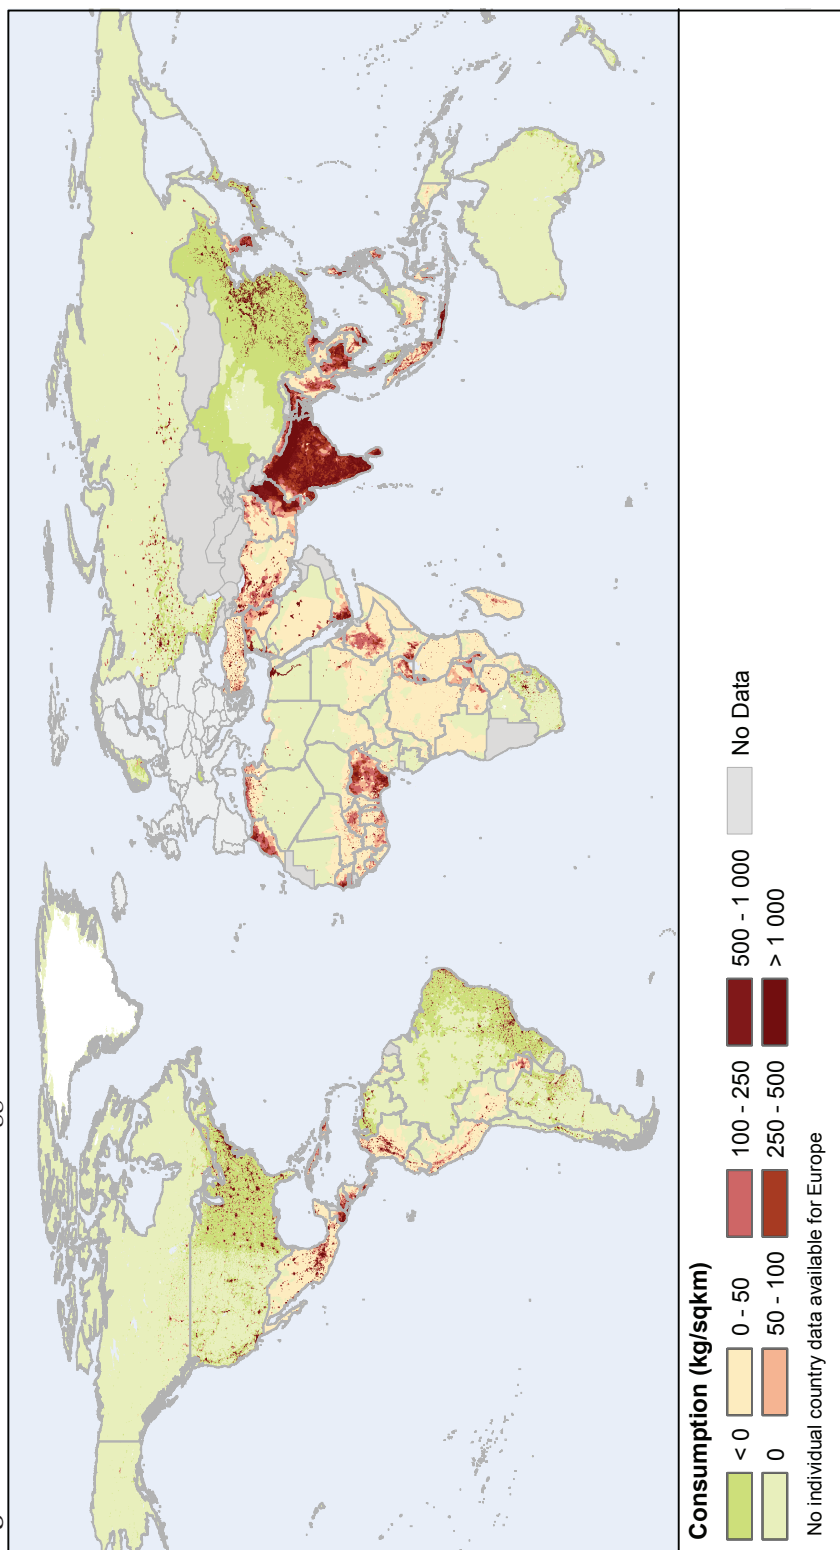 Consumption (kg/sqkm)
< 0
0 - 50
100 - 250
500 - 1 000
No Data
0
50 - 100
250 - 500
> 1 000
No individual country data available for Europe